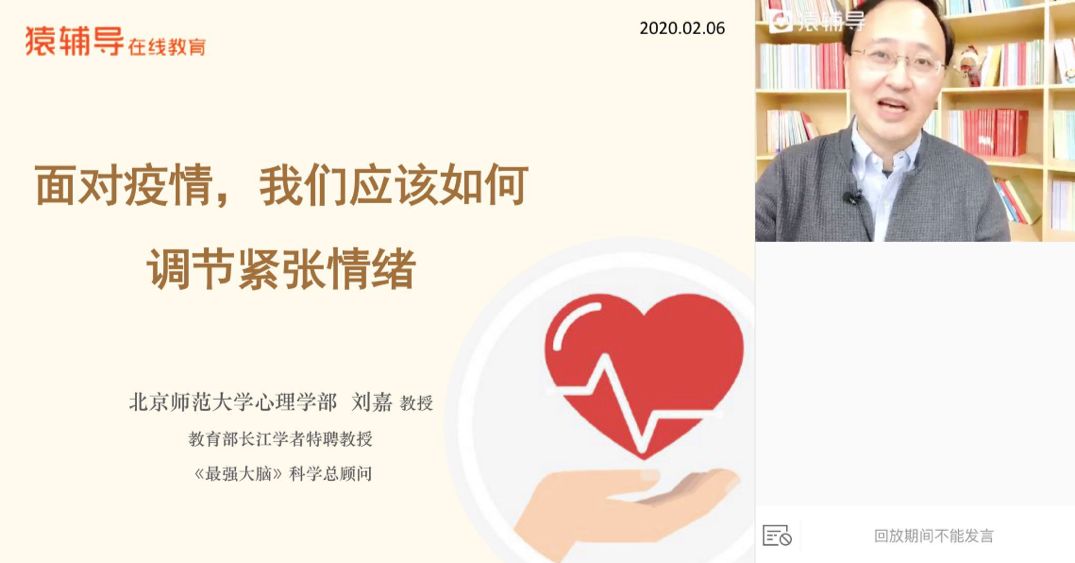 猿辅导在线教育
2020.02.06
猿辅导
面对疫情，我们应该如何
调节紧张情绪
北京师范大学心理学部 刘嘉 教授
教育部长江学者特聘教授
《最强大脑》科学总顾问
回放期间不能发言